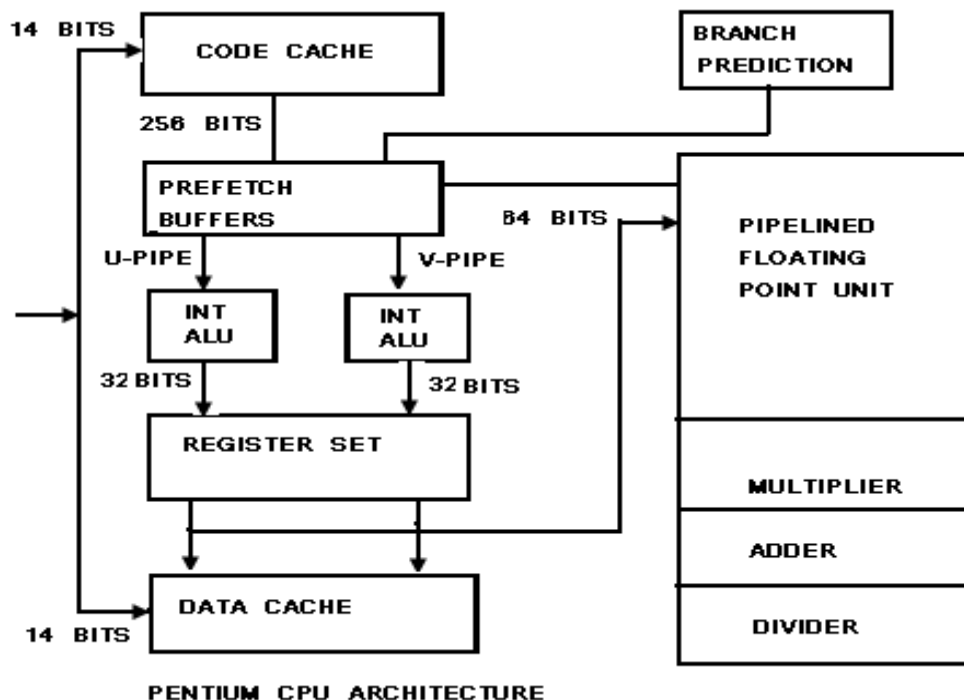 14 BITS
CODE CACHE
BRANCH
PREDICTION
256 BITS
PREFETCH
BUFFERS
64 BITS
PIPELINED
FLOATING
POINT UNIT
U-PIPE
V-PIPE
INT
ALU
INT
ALU
32 BITS
32 BITS
REGISTER SET
MULTIPLIER
ADDER
DATA CACHE
DIVIDER
14 BITS
PENTIUM CPU ARCHITECTURE